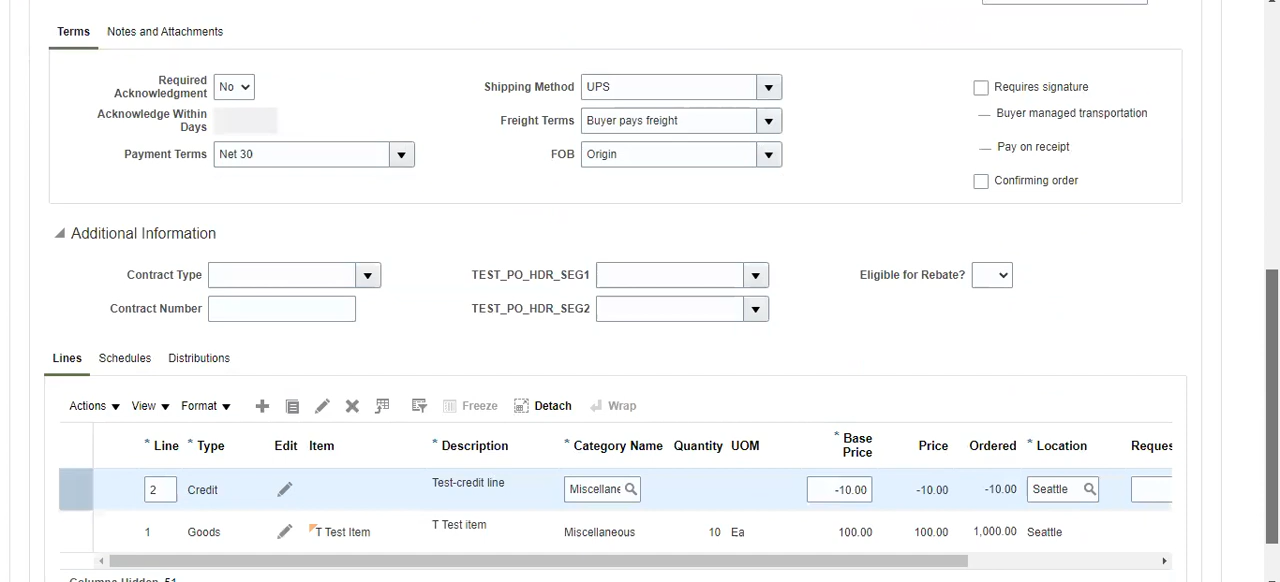 Terms Notes and Attachments
Required Acknowledgment No
Shipping Method UPS
Requires signature
Acknowledge Within Days
Freight Terms Buyer pays freight
Buyer managed transportation
Payment Terms Net 30
FOB Origin
Pay on receipt
Confirming order
Additional Information
Contract Type TEST_PO_HDR_SEG1 Eligible for Rebate?
Contract Number TEST_PO_HDR_SEG2
Lines Schedules Distributions
Actions View Format Freeze Detach Wrap
* Line * Type Edit Item * Description * Category Name Quantity UOM * Base Price Price Ordered * Location Reques
2 Credit Test-credit line Miscellane -10.00 -10.00 -10.00 Seattle
1 Goods T Test Item T Test item Miscellaneous 10 Ea 100.00 100.00 1,000.00 Seattle
Columns Hidden 51